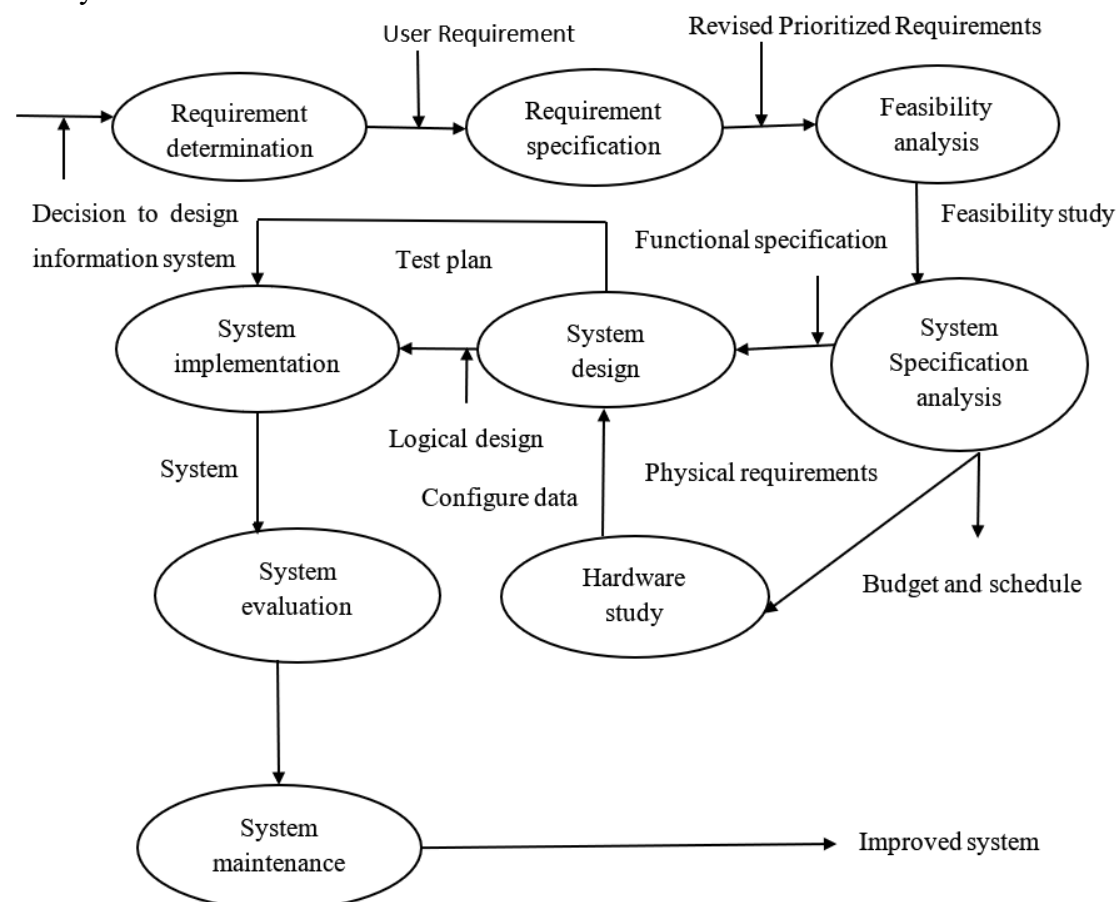 User Requirement
Revised Prioritized Requirements
Requirement
determination
Requirement
specification
Feasibility
analysis
Decision to design
information system
Test plan
Functional specification
Feasibility study
System
implementation
System
design
System
Specification
analysis
Logical design
System
Configure data
Physical requirements
System
evaluation
Hardware
study
Budget and schedule
System
maintenance
Improved system